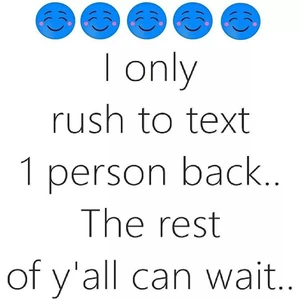 I only
rush to text
1 person back..
The rest
of y'all can wait..